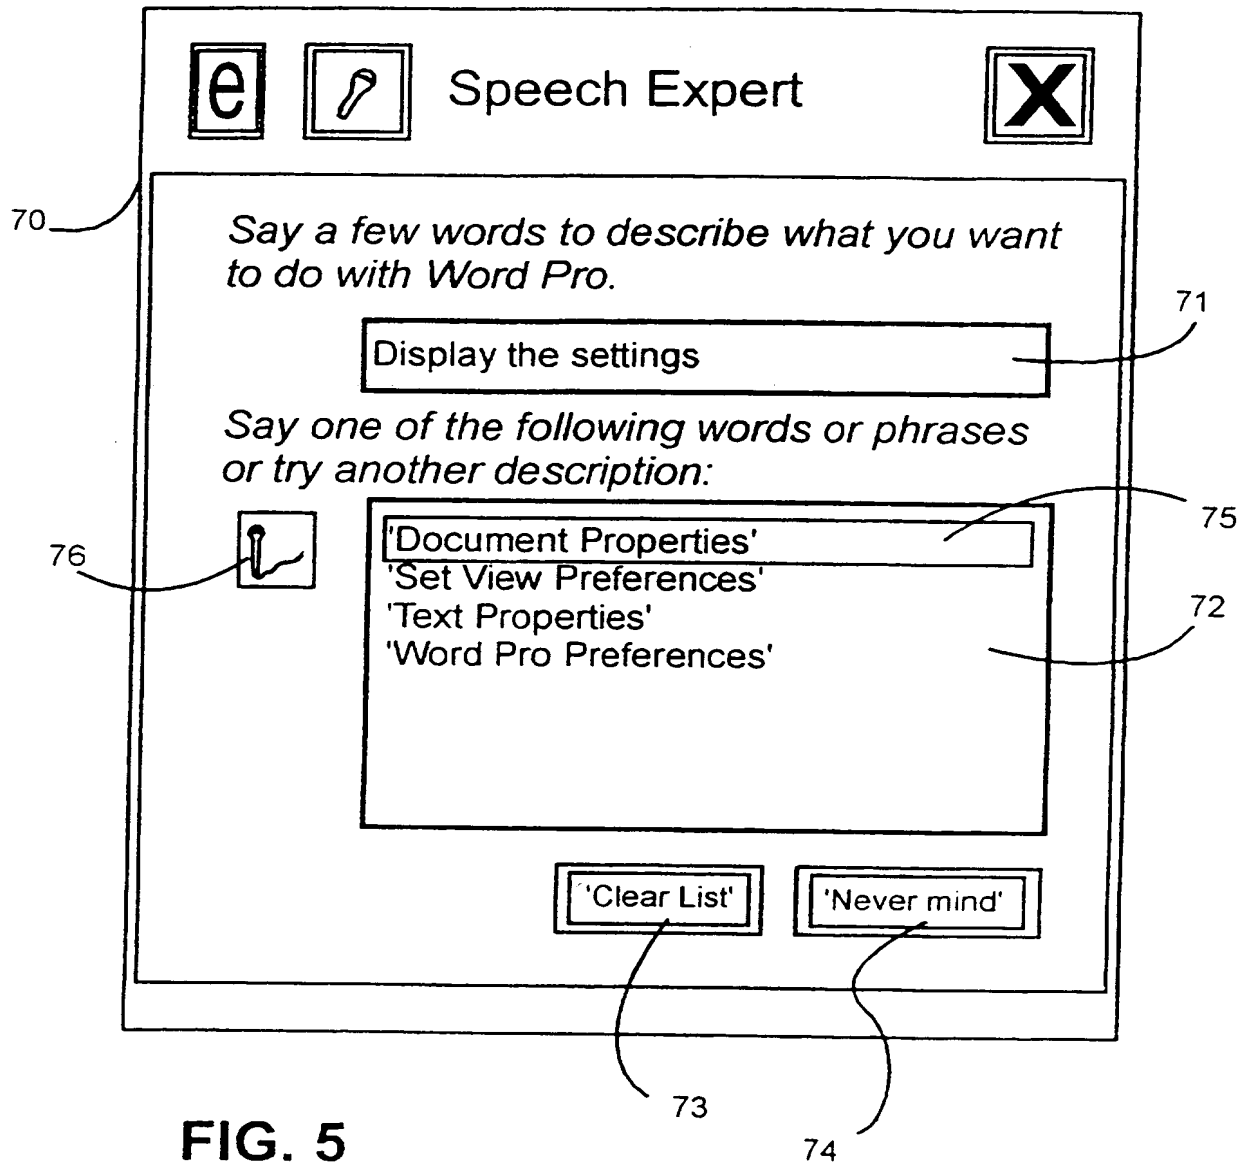 e Speech Expert X
70
Say a few words to describe what you want
to do with Word Pro.
71
Display the settings
Say one of the following words or phrases
or try another description:
75
'Document Properties'
76
'Set View Preferences'
72
'Text Properties'
'Word Pro Preferences'
'Clear List' 'Never mind'
73
74
FIG. 5